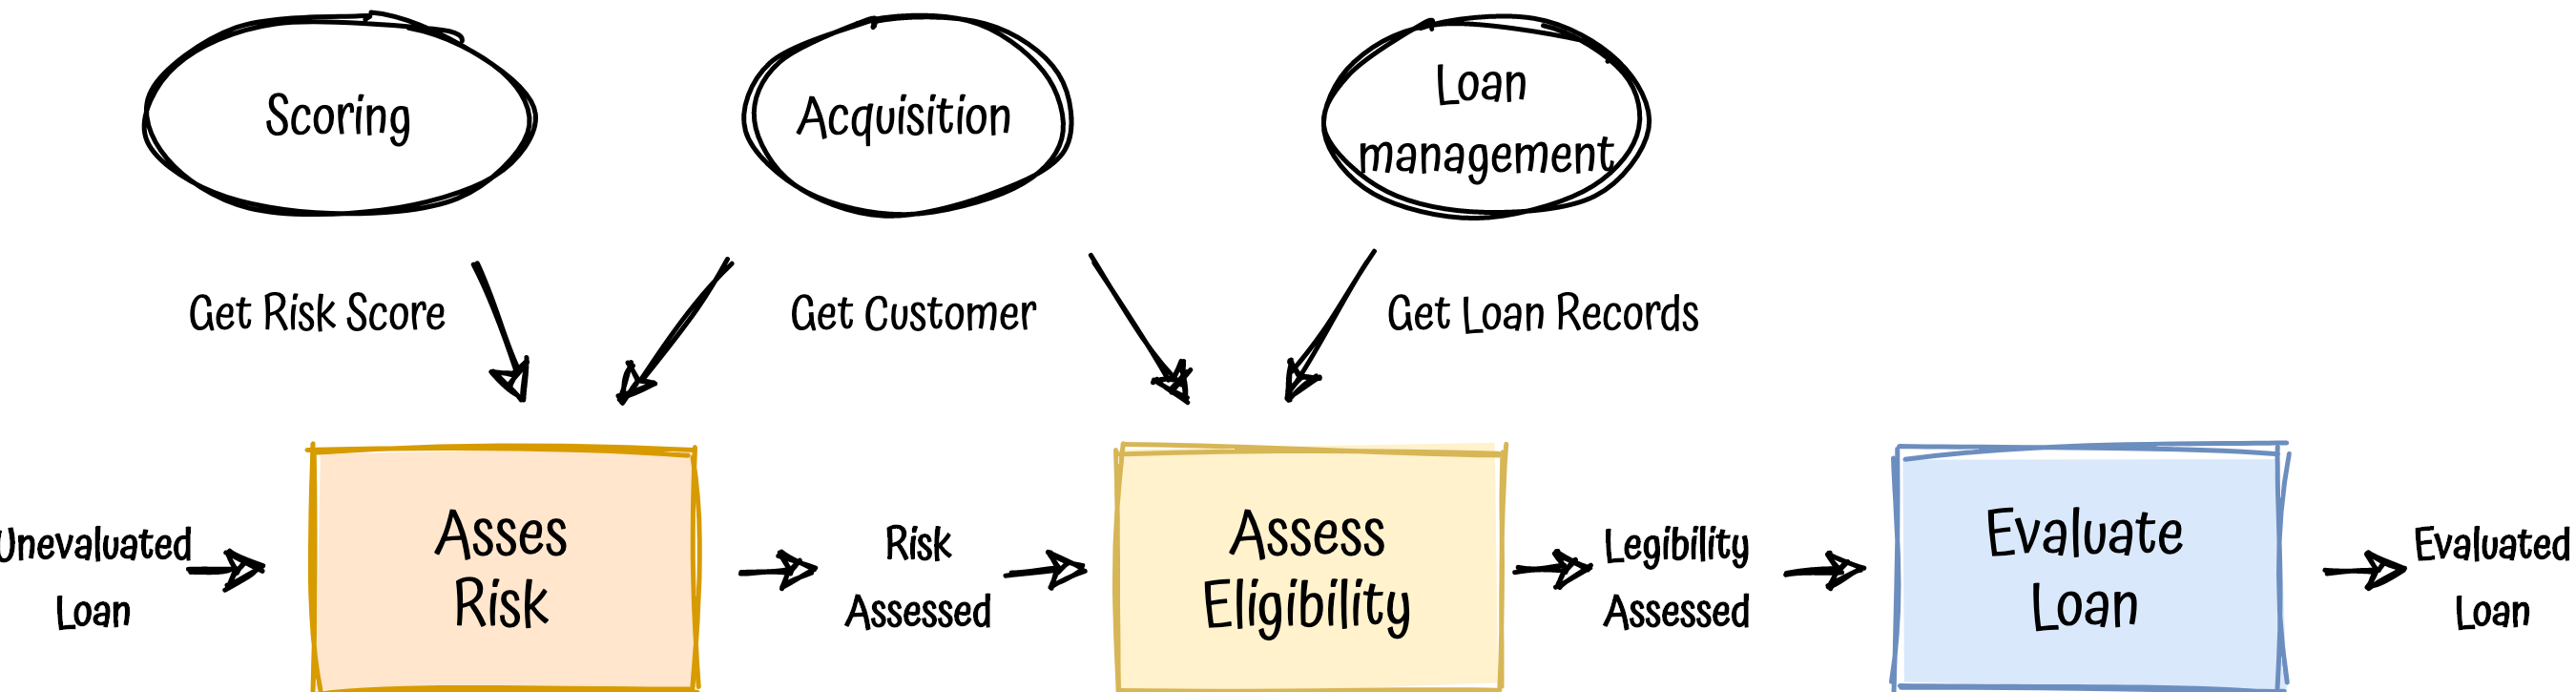 Scoring
Acquisition
Loan
management
Get Risk Score
Get Customer
Get Loan Records
Unevaluated
Loan
Asses
Risk
Risk
Assessed
Assess
Eligibility
Legibility
Assessed
Evaluate
Loan
Evaluated
Loan